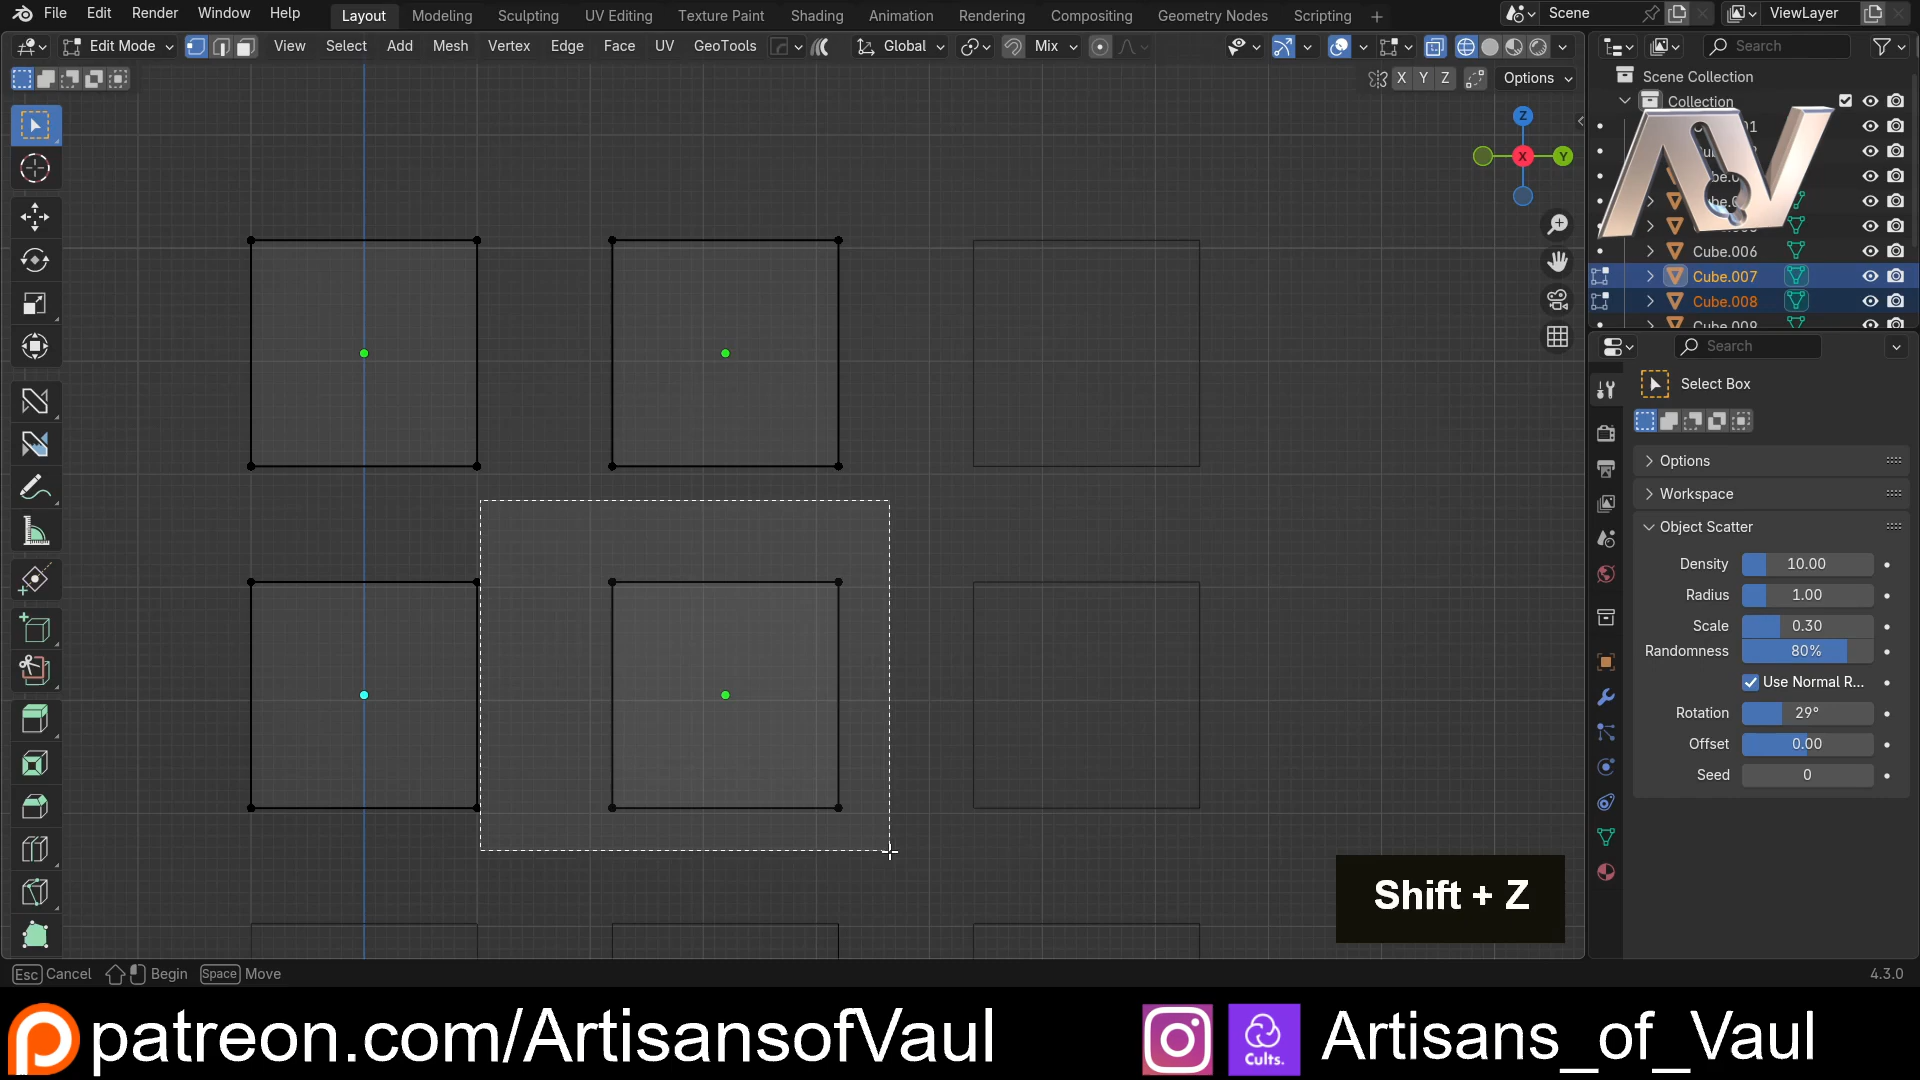 File Edit Render Window Help Layout Modeling Sculpting UV Editing Texture Paint Shading Animation Rendering Compositing Geometry Nodes Scripting + Scene ViewLayer
Edit Mode View Select Add Mesh Vertex Edge Face UV GeoTools Global Mix Search
X Y Z Options
Scene Collection
Collection
Z
X Y
Cube.006
Cube.007
Cube.008
Cube.009
Search
Select Box
Options
Workspace
Object Scatter
Density 10.00
Radius 1.00
Scale 0.30
Randomness 80%
Use Normal R...
Rotation 29°
Offset 0.00
Seed 0
Shift + Z
Esc Cancel Begin Space Move 4.3.0
patreon.com/ArtisansofVaul Cults. Artisans_of_Vaul